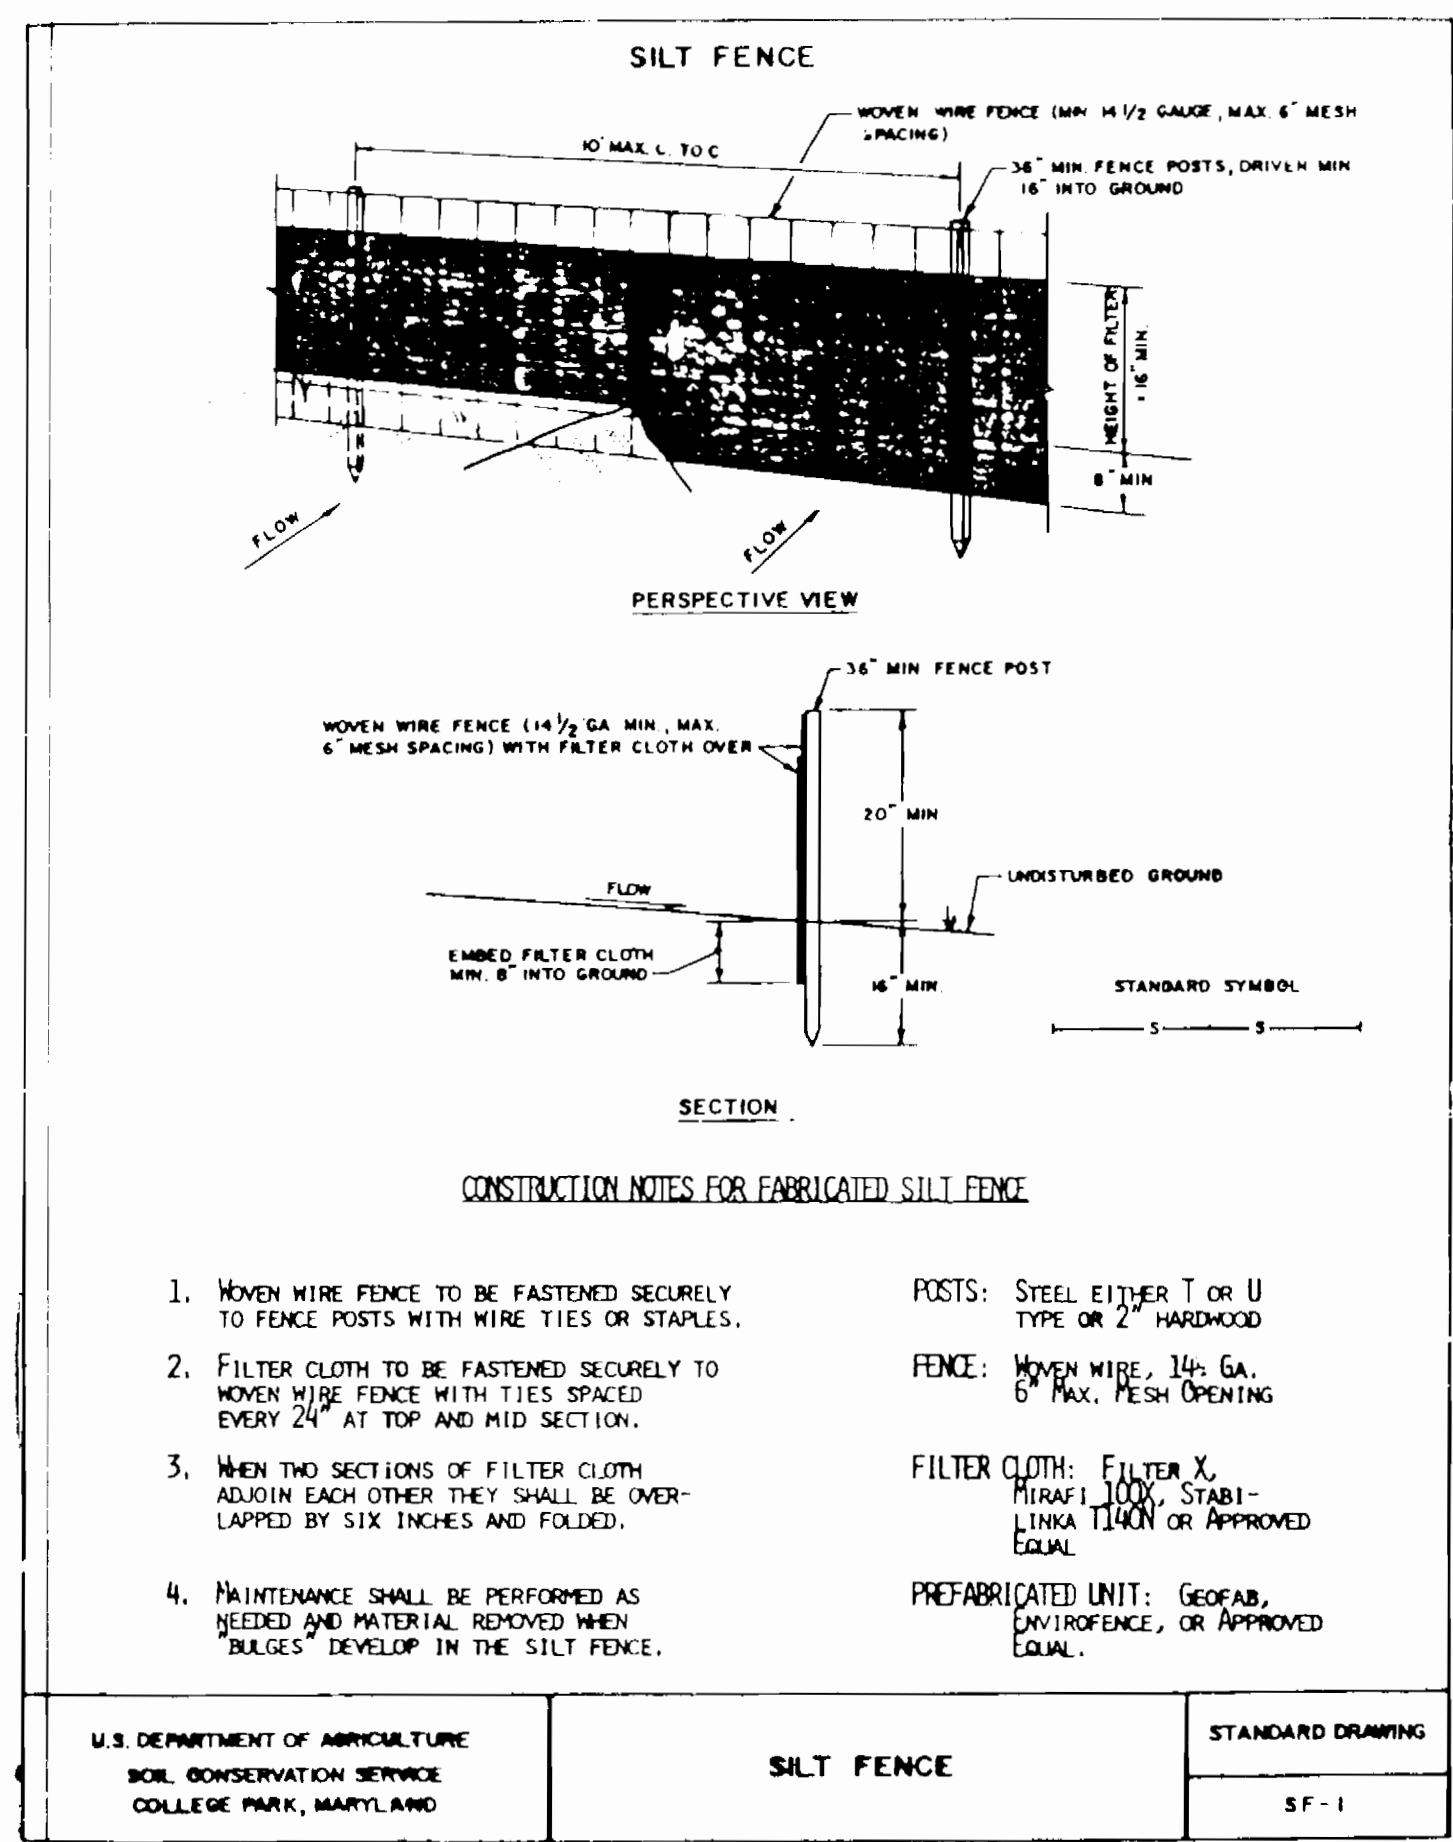 SILT FENCE
WOVEN WIRE FENCE (MIN 14 1/2 GAUGE, MAX. 6" MESH
SPACING)
10' MAX. C. TO C
36" MIN. FENCE POSTS, DRIVEN MIN
16" INTO GROUND
HEIGHT OF FILTER
16" MIN.
8" MIN
FLOW
FLOW
PERSPECTIVE VIEW
36" MIN FENCE POST
WOVEN WIRE FENCE (14 1/2 GA MIN., MAX.
6" MESH SPACING) WITH FILTER CLOTH OVER
20" MIN
UNDISTURBED GROUND
FLOW
EMBED FILTER CLOTH
MIN. 8" INTO GROUND
16" MIN.
STANDARD SYMBOL
S S
SECTION
CONSTRUCTION NOTES FOR FABRICATED SILT FENCE
1. WOVEN WIRE FENCE TO BE FASTENED SECURELY
TO FENCE POSTS WITH WIRE TIES OR STAPLES.
2. FILTER CLOTH TO BE FASTENED SECURELY TO
WOVEN WIRE FENCE WITH TIES SPACED
EVERY 24" AT TOP AND MID SECTION.
3. WHEN TWO SECTIONS OF FILTER CLOTH
ADJOIN EACH OTHER THEY SHALL BE OVER-
LAPPED BY SIX INCHES AND FOLDED.
4. MAINTENANCE SHALL BE PERFORMED AS
NEEDED AND MATERIAL REMOVED WHEN
"BULGES" DEVELOP IN THE SILT FENCE.
POSTS: STEEL EITHER T OR U
TYPE OR 2" HARDWOOD
FENCE: WOVEN WIRE, 14½ GA.
6" MAX. MESH OPENING
FILTER CLOTH: FILTER X,
MIRAFI 100X, STABI-
LINKA T140N OR APPROVED
EQUAL
PREFABRICATED UNIT: GEOFAB,
ENVIROFENCE, OR APPROVED
EQUAL.
U.S. DEPARTMENT OF AGRICULTURE
SOIL CONSERVATION SERVICE
COLLEGE PARK, MARYLAND
SILT FENCE
STANDARD DRAWING
SF-1